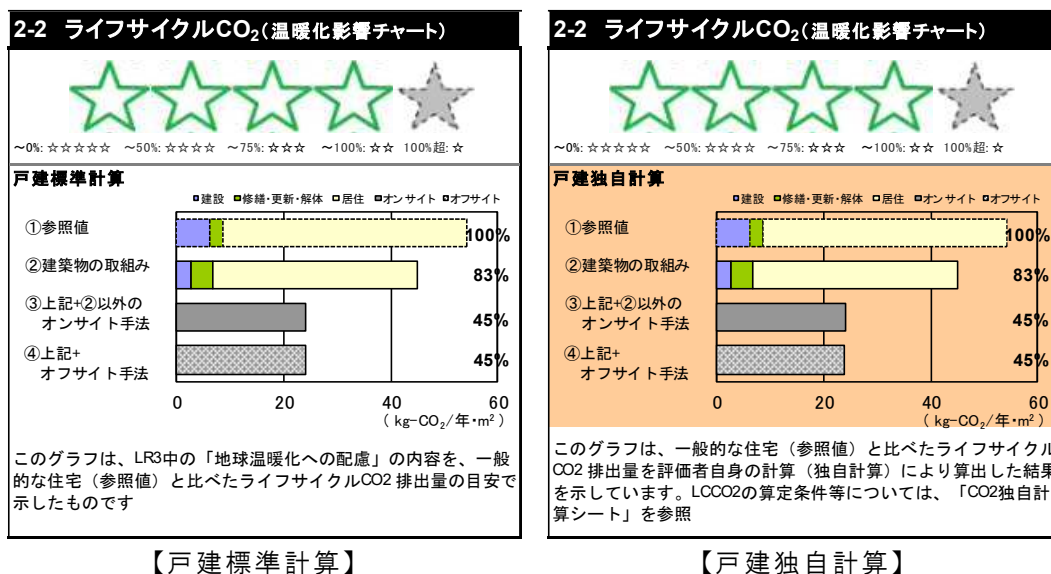 2-2 ライフサイクルCO2(温暖化影響チャート)
～0%: ☆☆☆☆☆ ～50%: ☆☆☆☆ ～75%: ☆☆☆ ～100%: ☆☆ 100%超: ☆
戸建標準計算
建設 修繕・更新・解体 居住 オンサイト オフサイト
①参照値
100%
②建築物の取組み
83%
③上記+②以外の
オンサイト手法
45%
④上記+
オフサイト手法
45%
0 20 40 60
( kg-CO2/年・m2 )
このグラフは、LR3中の「地球温暖化への配慮」の内容を、一般
的な住宅（参照値）と比べたライフサイクルCO2 排出量の目安で
示したものです
【戸建標準計算】
2-2 ライフサイクルCO2(温暖化影響チャート)
～0%: ☆☆☆☆☆ ～50%: ☆☆☆☆ ～75%: ☆☆☆ ～100%: ☆☆ 100%超: ☆
戸建独自計算
建設 修繕・更新・解体 居住 オンサイト オフサイト
①参照値
100%
②建築物の取組み
83%
③上記+②以外の
オンサイト手法
45%
④上記+
オフサイト手法
45%
0 20 40 60
( kg-CO2/年・m2 )
このグラフは、一般的な住宅（参照値）と比べたライフサイクル
CO2 排出量を評価者自身の計算（独自計算）により算出した結果
を示しています。LCCO2の算定条件等については、「CO2独自計
算シート」を参照
【戸建独自計算】